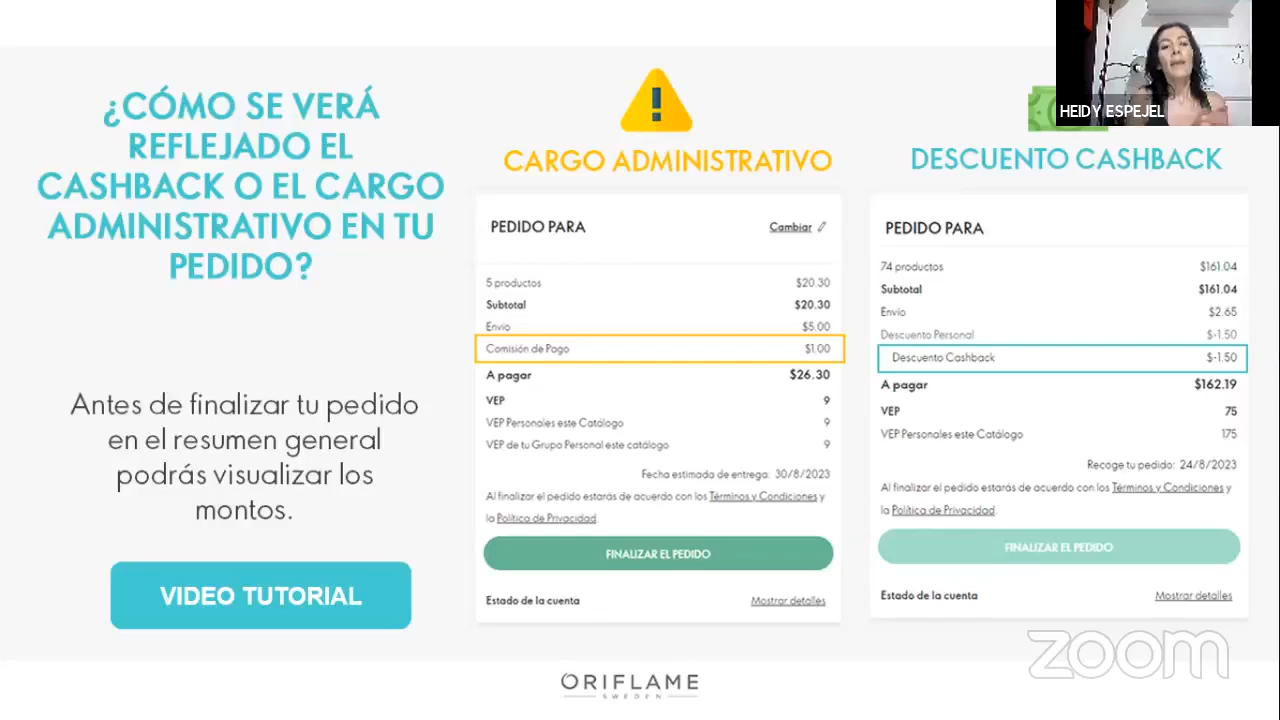 ¿CÓMO SE VERÁ
REFLEJADO EL
CASHBACK O EL CARGO
ADMINISTRATIVO EN TU
PEDIDO?
Antes de finalizar tu pedido
en el resumen general
podrás visualizar los
montos.
VIDEO TUTORIAL
CARGO ADMINISTRATIVO
PEDIDO PARA Cambiar
5 productos $20.30
Subtotal $20.30
Envío $5.00
Comisión de Pago $1.00
A pagar $26.30
VEP 9
VEP Personales este Catálogo 9
VEP de tu Grupo Personal este catálogo 9
Fecha estimada de entrega: 30/8/2023
Al finalizar el pedido estarás de acuerdo con los Términos y Condiciones y
la Política de Privacidad.
FINALIZAR EL PEDIDO
Estado de la cuenta Mostrar detalles
HEIDY ESPEJEL
DESCUENTO CASHBACK
PEDIDO PARA
74 productos $161.04
Subtotal $161.04
Envío $2.65
Descuento Personal $-1.50
Descuento Cashback $-1.50
A pagar $162.19
VEP 75
VEP Personales este Catálogo 175
Recoge tu pedido: 24/8/2023
Al finalizar el pedido estarás de acuerdo con los Términos y Condiciones y
la Política de Privacidad.
FINALIZAR EL PEDIDO
Estado de la cuenta Mostrar detalles
zoom
ORIFLAME
SWEDEN